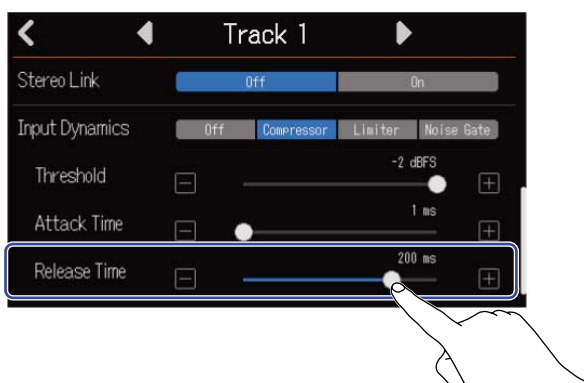 Track 1
Stereo Link Off On
Input Dynamics Off Compressor Limiter Noise Gate
-2 dBFS
Threshold
1 ms
Attack Time
200 ms
Release Time